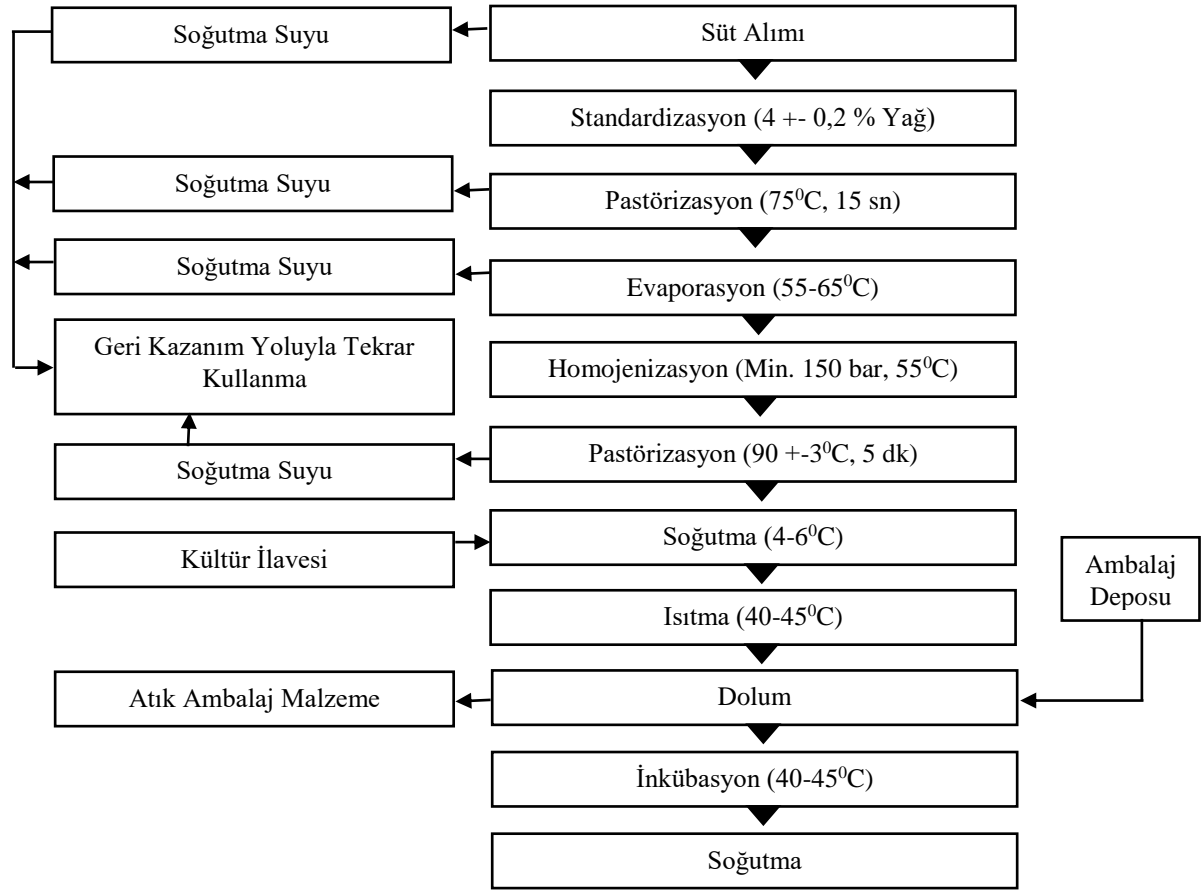 Soğutma Suyu
Süt Alımı
Standardizasyon (4 +- 0,2 % Yağ)
Soğutma Suyu
Pastörizasyon (75⁰C, 15 sn)
Soğutma Suyu
Evaporasyon (55-65⁰C)
Geri Kazanım Yoluyla Tekrar
Kullanma
Homojenizasyon (Min. 150 bar, 55⁰C)
Soğutma Suyu
Pastörizasyon (90 +-3⁰C, 5 dk)
Kültür İlavesi
Soğutma (4-6⁰C)
Ambalaj
Deposu
Isıtma (40-45⁰C)
Atık Ambalaj Malzeme
Dolum
İnkübasyon (40-45⁰C)
Soğutma